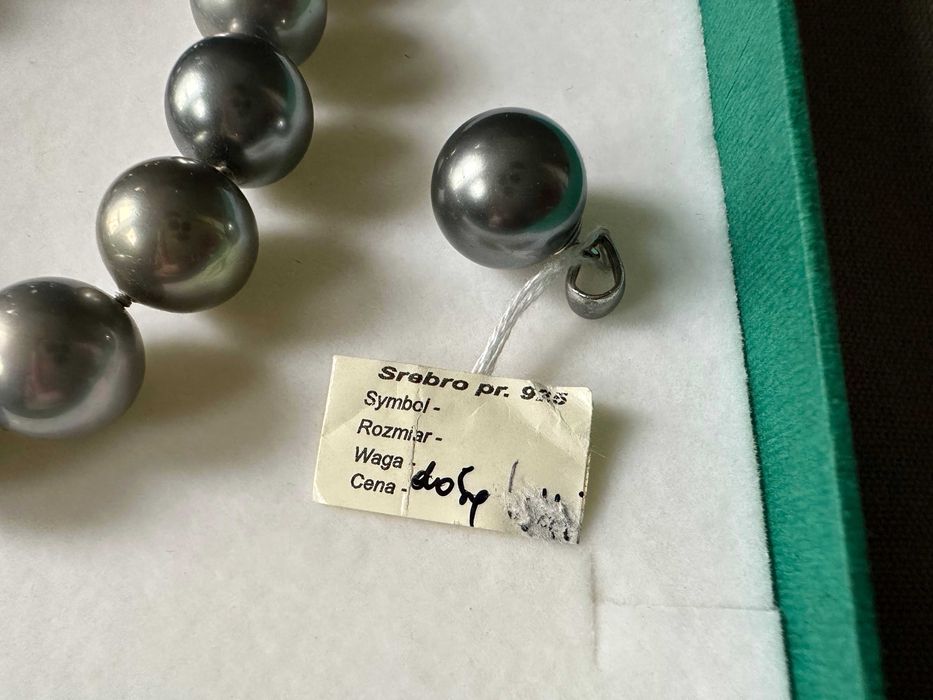 Srebro pr. 925
Symbol -
Rozmiar -
Waga -
Cena -